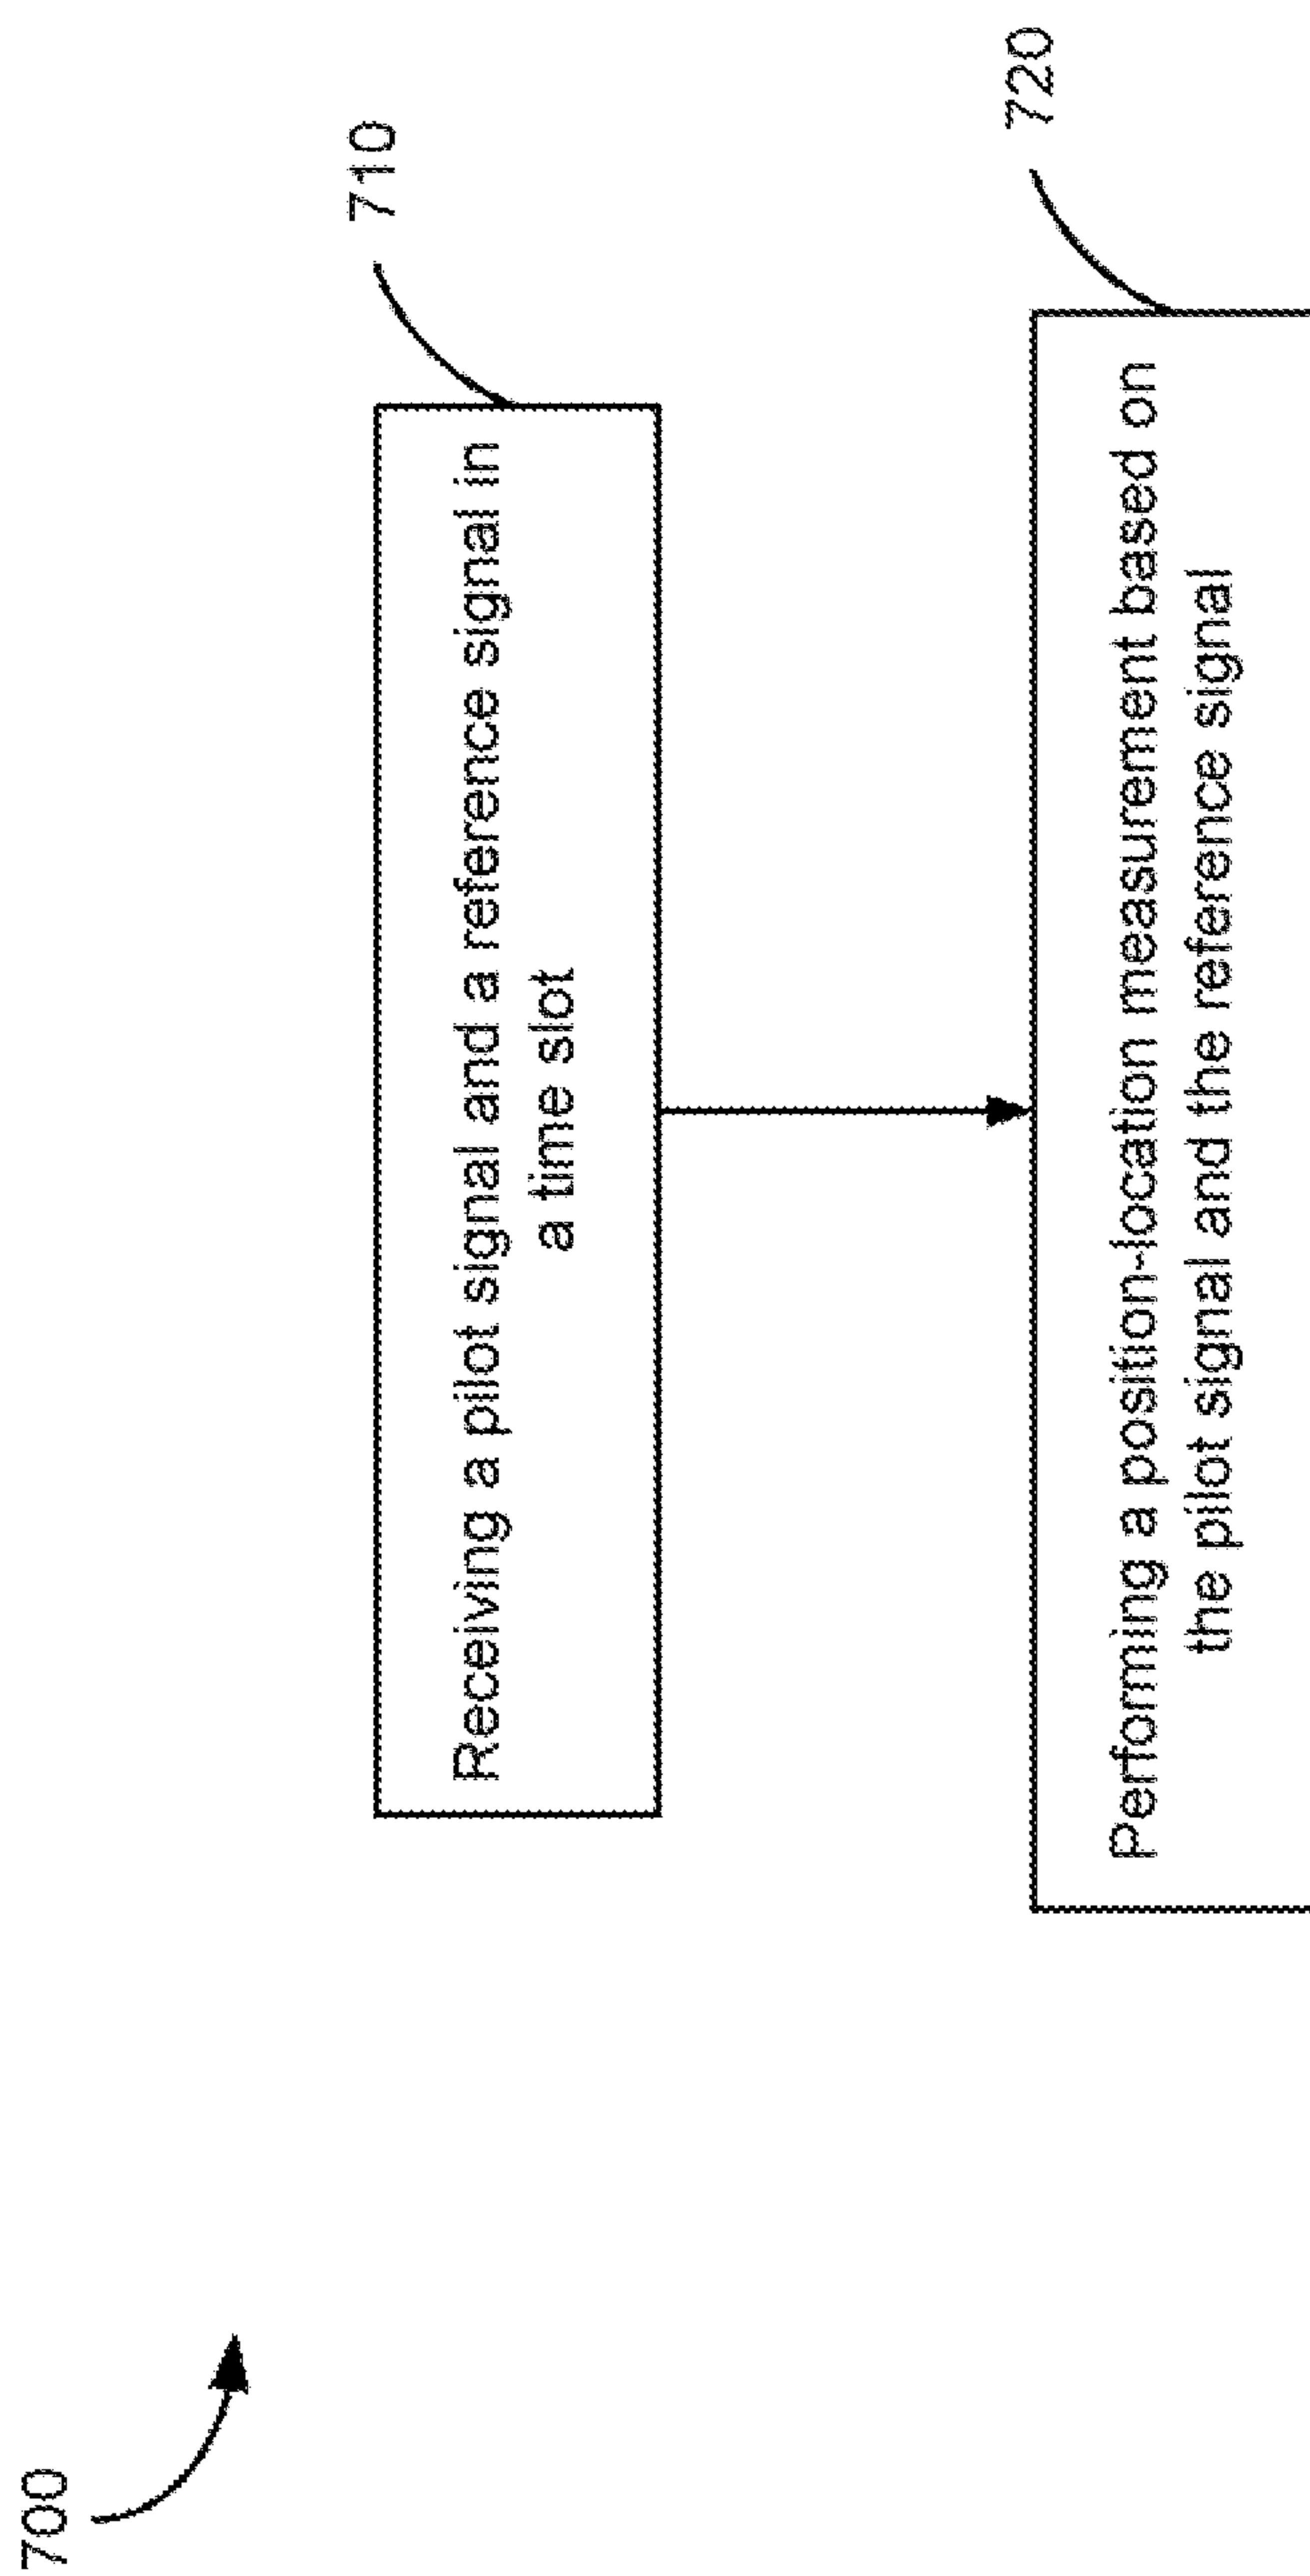 700
710
Receiving a pilot signal and a reference signal in
a time slot
720
Performing a position-location measurement based on
the pilot signal and the reference signal